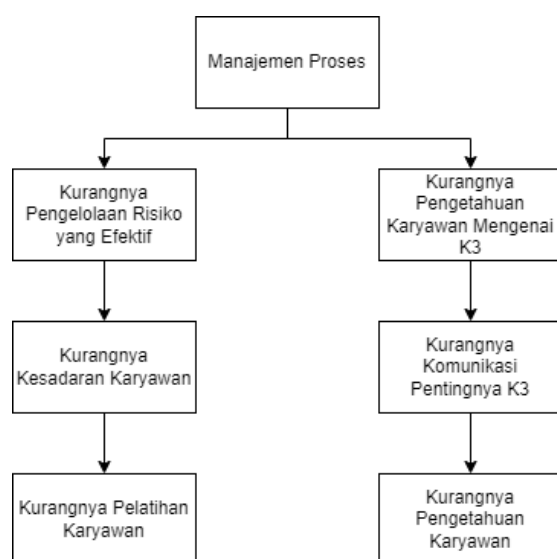 Manajemen Proses
Kurangnya
Pengelolaan Risiko
yang Efektif
Kurangnya
Pengetahuan
Karyawan Mengenai
K3
Kurangnya
Kesadaran Karyawan
Kurangnya
Komunikasi
Pentingnya K3
Kurangnya Pelatihan
Karyawan
Kurangnya
Pengetahuan
Karyawan